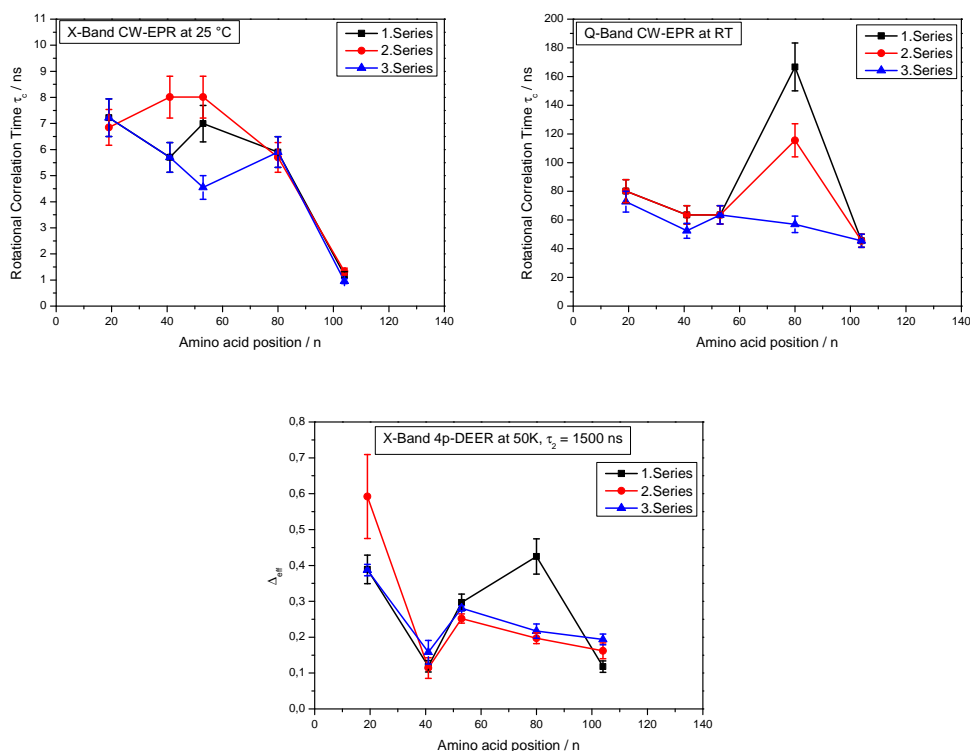 X-Band CW-EPR at 25 °C
1.Series
2.Series
3.Series
Rotational Correlation Time τc / ns
11
10
9
8
7
6
5
4
3
2
1
0
0 20 40 60 80 100 120 140
Amino acid position / n
Q-Band CW-EPR at RT
1.Series
2.Series
3.Series
Rotational Correlation Time τc / ns
200
180
160
140
120
100
80
60
40
20
0
0 20 40 60 80 100 120 140
Amino acid position / n
X-Band 4p-DEER at 50K, τ2 = 1500 ns
1.Series
2.Series
3.Series
Δeff
0,8
0,7
0,6
0,5
0,4
0,3
0,2
0,1
0,0
0 20 40 60 80 100 120 140
Amino acid position / n